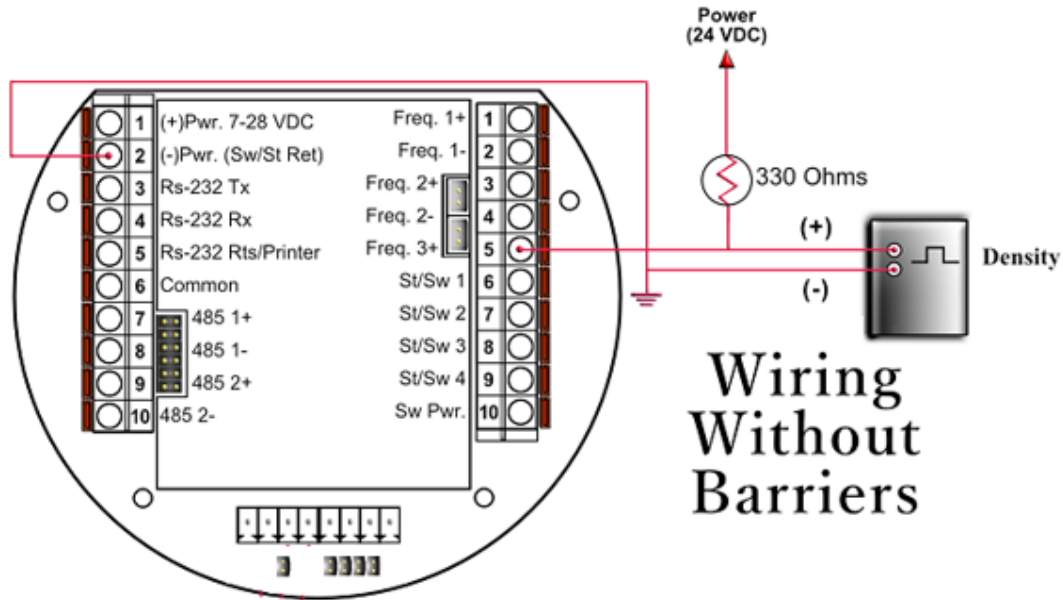 Power
(24 VDC)
330 Ohms
(+)
(-)
Density
1 (+)Pwr. 7-28 VDC
2 (-)Pwr. (Sw/St Ret)
3 Rs-232 Tx
4 Rs-232 Rx
5 Rs-232 Rts/Printer
6 Common
7 485 1+
8 485 1-
9 485 2+
10 485 2-
Freq. 1+ 1
Freq. 1- 2
Freq. 2+ 3
Freq. 2- 4
Freq. 3+ 5
St/Sw 1 6
St/Sw 2 7
St/Sw 3 8
St/Sw 4 9
Sw Pwr. 10
Wiring
Without
Barriers